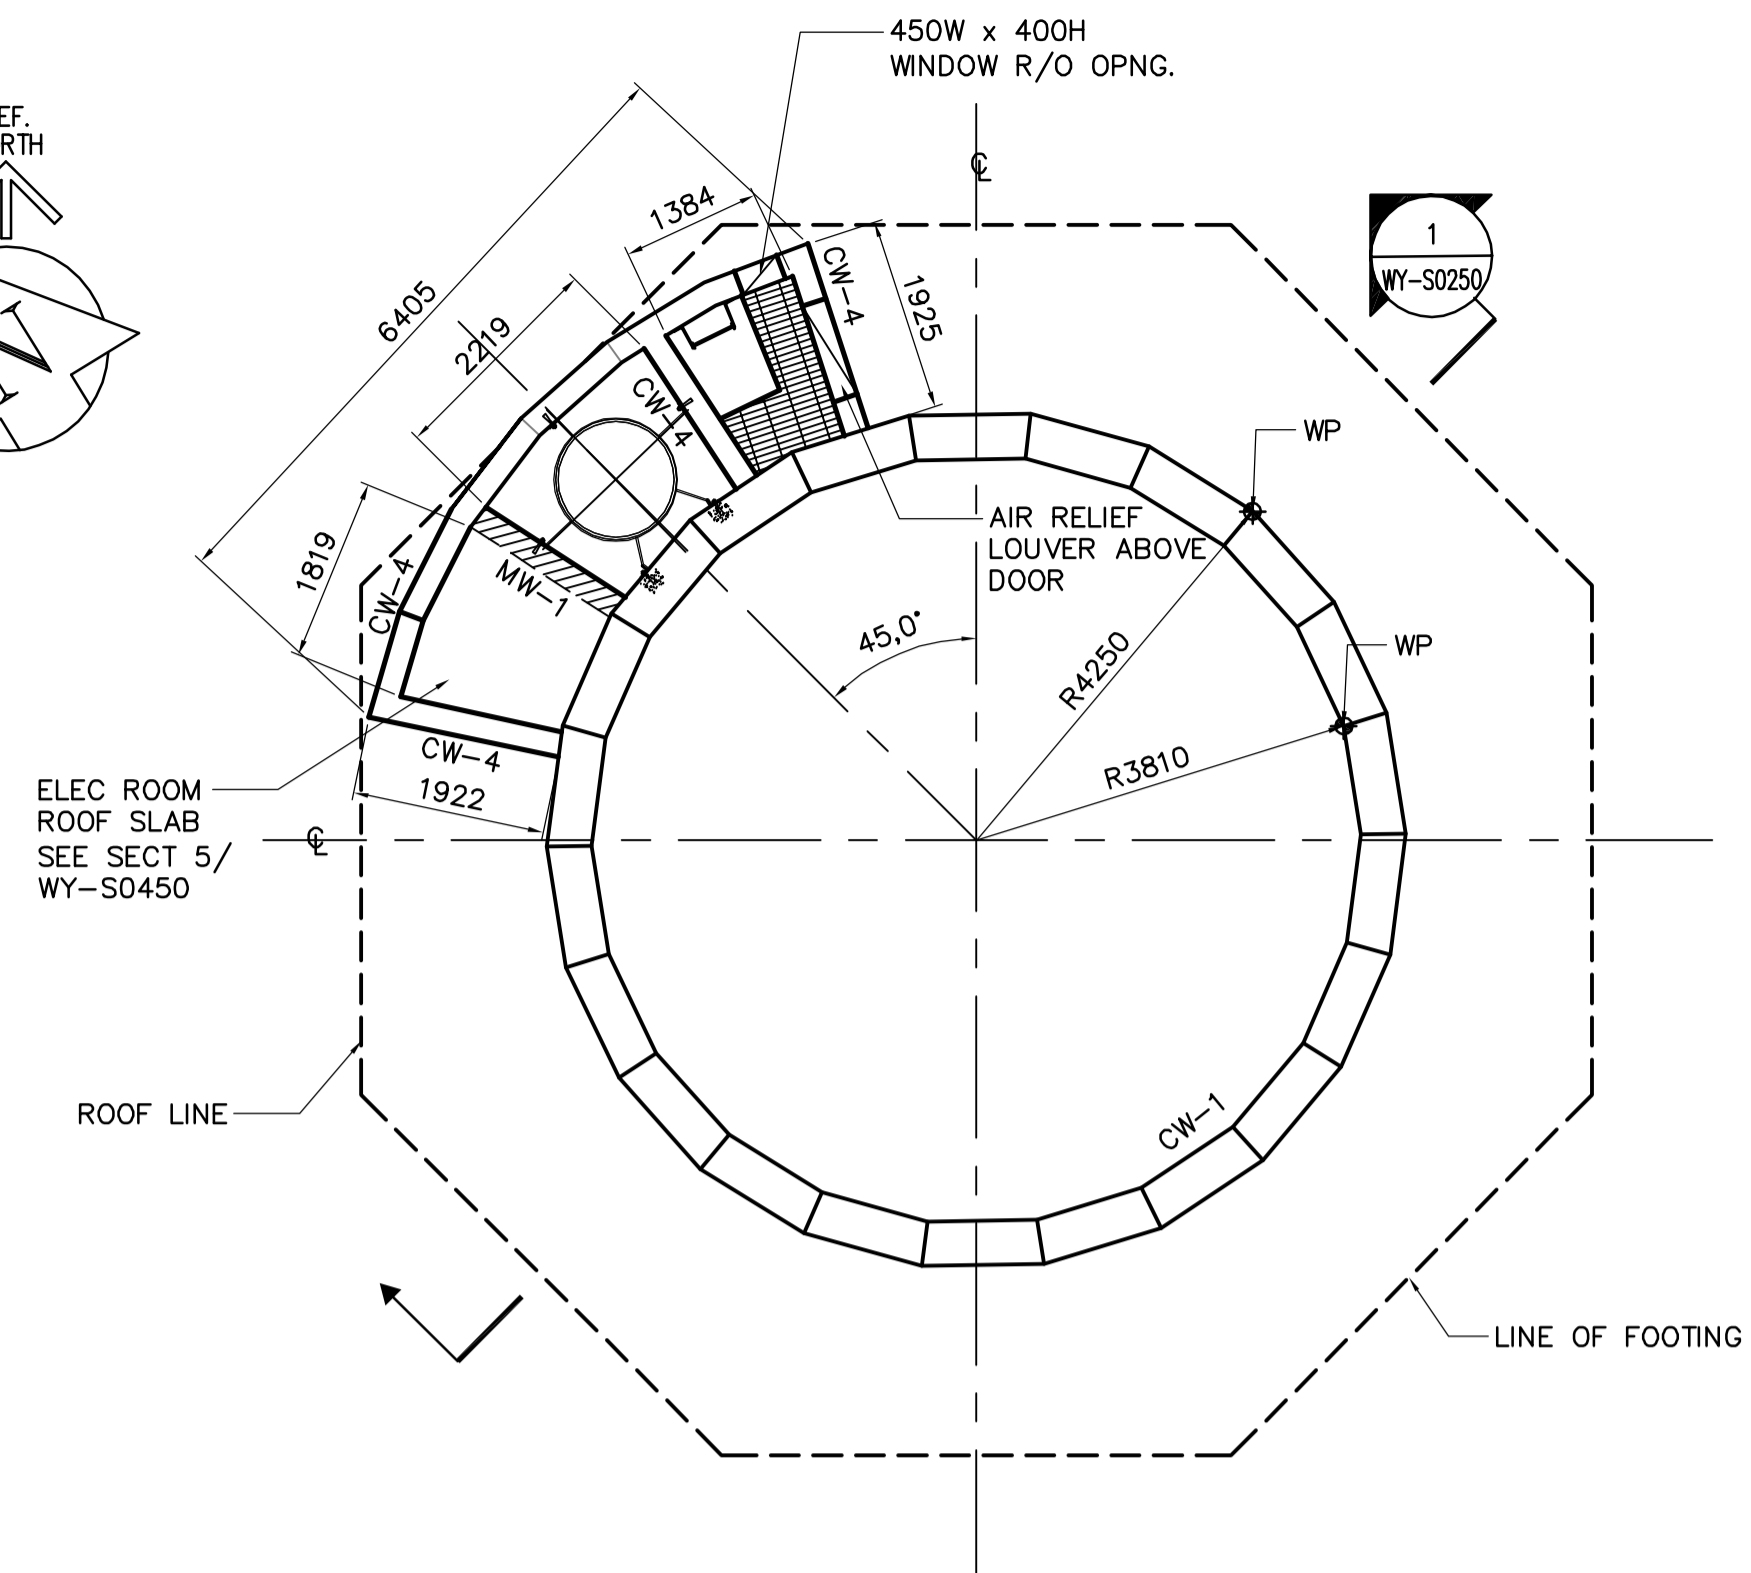 450W x 400H
WINDOW R/O OPNG.
EF.
RTH
N
6405
1384
2219
1819
1925
1922
CW-4
CW-4
CW-4
CW-4
MW-1
1
WY-S0250
WP
WP
AIR RELIEF
LOUVER ABOVE
DOOR
45,0°
R4250
R3810
ELEC ROOM
ROOF SLAB
SEE SECT 5/
WY-S0450
ROOF LINE
CW-1
LINE OF FOOTING